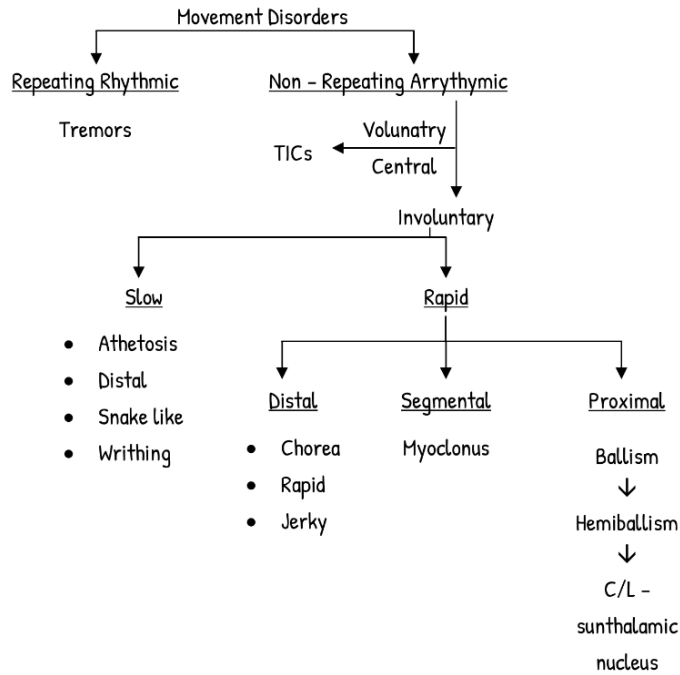 Movement Disorders
Repeating Rhythmic
Non - Repeating Arrythymic
Tremors
Volunatry
TICs
Central
Involuntary
Slow
Rapid
• Athetosis
• Distal
• Snake like
• Writhing
Distal
Segmental
Proximal
• Chorea
• Rapid
• Jerky
Myoclonus
Ballism
Hemiballism
C/L -
sunthalamic
nucleus